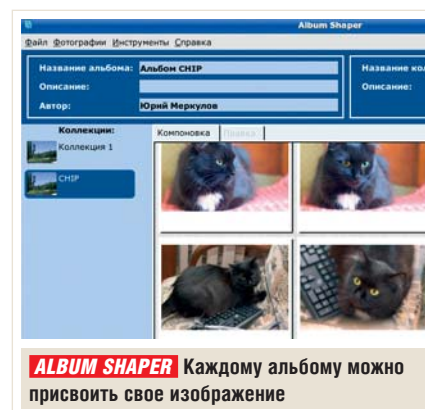 Album Shaper
Файл Фотографии Инструменты Справка
Название альбома: Альбом CHIP
Название кол
Описание:
Описание:
Автор: Юрий Меркулов
Коллекции:
Компоновка Правка
Коллекция 1
CHIP
ALBUM SHAPER Каждому альбому можно
присвоить свое изображение